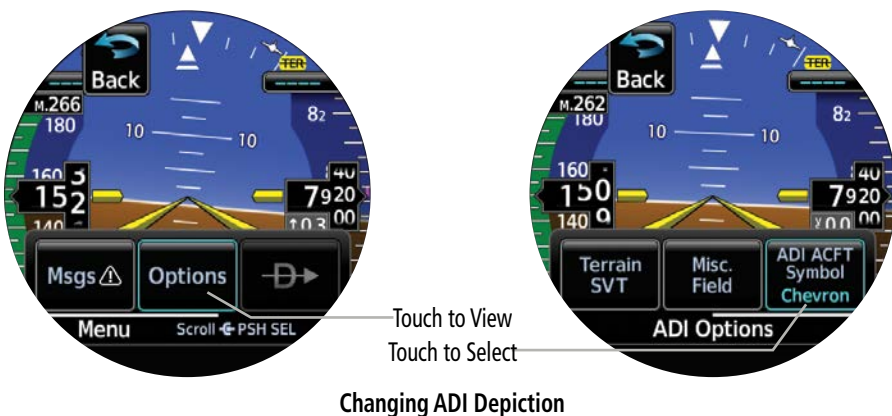 Back
TER
M.266
180
82
10 10
160
3
40
152
7920
140
00
Msgs Options D
Menu Scroll PSH SEL
Back
TER
M.262
180
82
10 10
160
40
150
7920
140 9
00
Terrain SVT
Misc. Field
ADI ACFT Symbol
Chevron
ADI Options
Touch to View
Touch to Select
Changing ADI Depiction